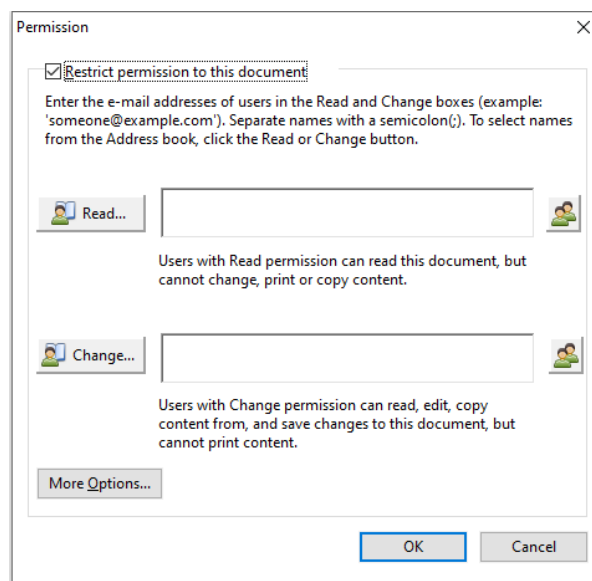 Permission
Restrict permission to this document
Enter the e-mail addresses of users in the Read and Change boxes (example:
'someone@example.com'). Separate names with a semicolon(;). To select names
from the Address book, click the Read or Change button.
Read...
Users with Read permission can read this document, but
cannot change, print or copy content.
Change...
Users with Change permission can read, edit, copy
content from, and save changes to this document, but
cannot print content.
More Options...
OK Cancel